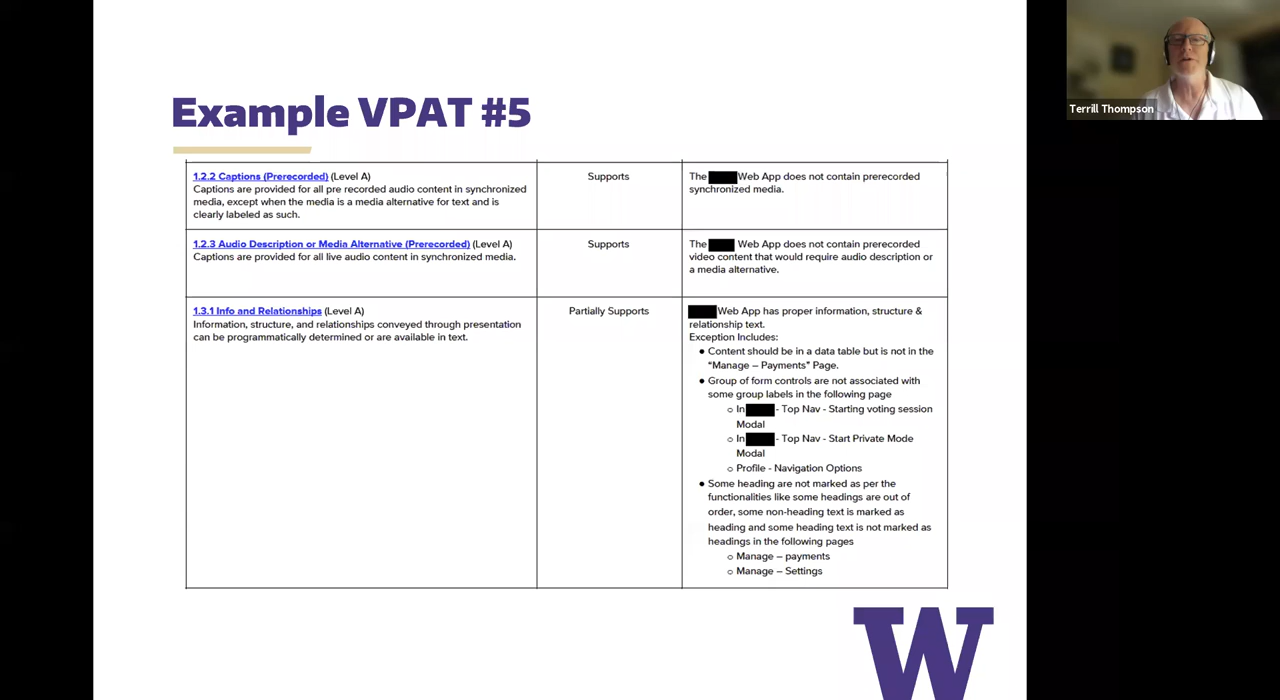 Example VPAT #5
1.2.2 Captions (Prerecorded) (Level A)
Captions are provided for all pre recorded audio content in synchronized
media, except when the media is a media alternative for text and is
clearly labeled as such.
Supports
The Web App does not contain prerecorded
synchronized media.
1.2.3 Audio Description or Media Alternative (Prerecorded) (Level A)
Captions are provided for all live audio content in synchronized media.
Supports
The Web App does not contain prerecorded
video content that would require audio description or
a media alternative.
1.3.1 Info and Relationships (Level A)
Information, structure, and relationships conveyed through presentation
can be programmatically determined or are available in text.
Partially Supports
Web App has proper information, structure &
relationship text.
Exception Includes:
● Content should be in a data table but is not in the
“Manage – Payments” Page.
● Group of form controls are not associated with
some group labels in the following page
o In - Top Nav - Starting voting session
Modal
o In - Top Nav - Start Private Mode
Modal
o Profile - Navigation Options
● Some heading are not marked as per the
functionalities like some headings are out of
order, some non-heading text is marked as
heading and some heading text is not marked as
headings in the following pages
o Manage – payments
o Manage – Settings
W
Terrill Thompson